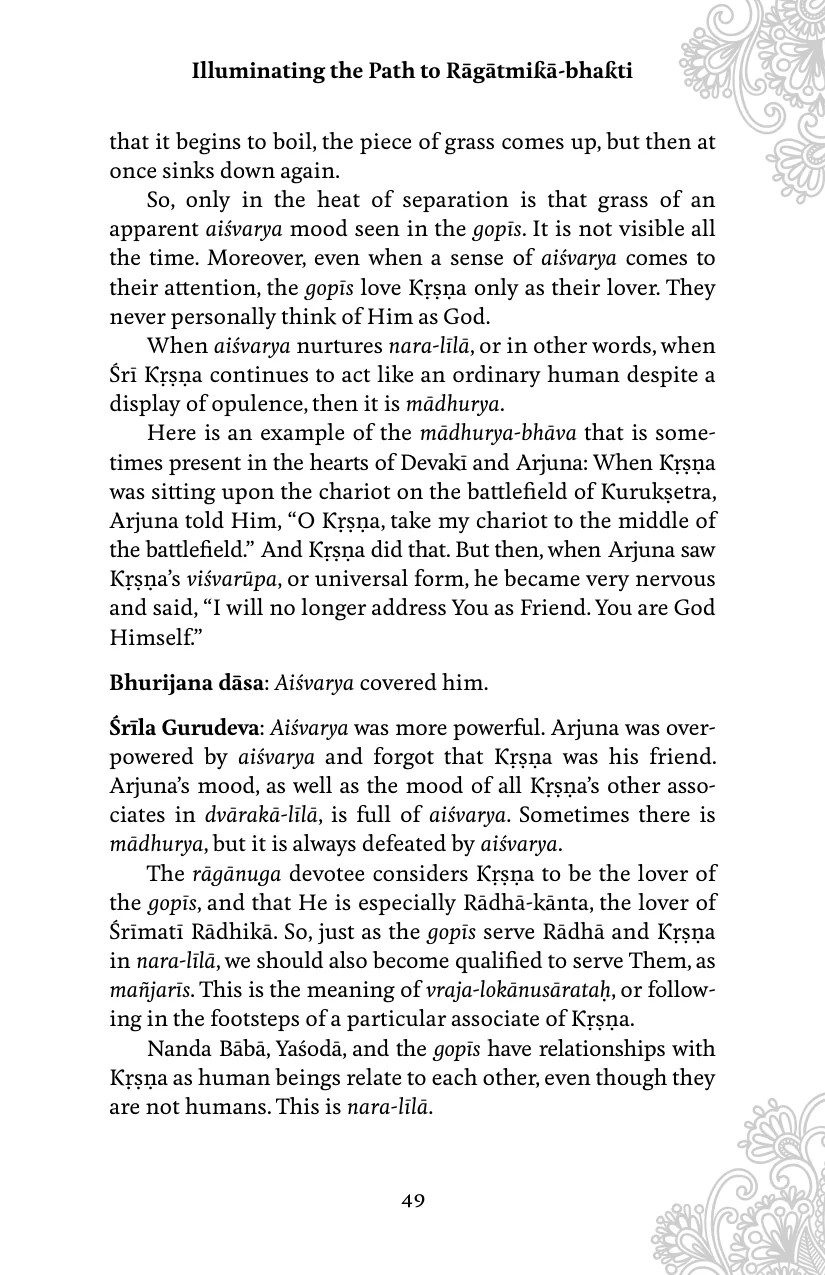 Illuminating the Path to Rāgātmikā-bhakti
that it begins to boil, the piece of grass comes up, but then at
once sinks down again.
So, only in the heat of separation is that grass of an
apparent aiśvarya mood seen in the gopīs. It is not visible all
the time. Moreover, even when a sense of aiśvarya comes to
their attention, the gopīs love Kṛṣṇa only as their lover. They
never personally think of Him as God.
When aiśvarya nurtures nara-līlā, or in other words, when
Śrī Kṛṣṇa continues to act like an ordinary human despite a
display of opulence, then it is mādhurya.
Here is an example of the mādhurya-bhāva that is some-
times present in the hearts of Devakī and Arjuna: When Kṛṣṇa
was sitting upon the chariot on the battlefield of Kurukṣetra,
Arjuna told Him, “O Kṛṣṇa, take my chariot to the middle of
the battlefield.” And Kṛṣṇa did that. But then, when Arjuna saw
Kṛṣṇa’s viśvarūpa, or universal form, he became very nervous
and said, “I will no longer address You as Friend. You are God
Himself.”
Bhurijana dāsa: Aiśvarya covered him.
Śrīla Gurudeva: Aiśvarya was more powerful. Arjuna was over-
powered by aiśvarya and forgot that Kṛṣṇa was his friend.
Arjuna’s mood, as well as the mood of all Kṛṣṇa’s other asso-
ciates in dvārakā-līlā, is full of aiśvarya. Sometimes there is
mādhurya, but it is always defeated by aiśvarya.
The rāgānuga devotee considers Kṛṣṇa to be the lover of
the gopīs, and that He is especially Rādhā-kānta, the lover of
Śrīmatī Rādhikā. So, just as the gopīs serve Rādhā and Kṛṣṇa
in nara-līlā, we should also become qualified to serve Them, as
mañjarīs. This is the meaning of vraja-lokānusārataḥ, or follow-
ing in the footsteps of a particular associate of Kṛṣṇa.
Nanda Bābā, Yaśodā, and the gopīs have relationships with
Kṛṣṇa as human beings relate to each other, even though they
are not humans. This is nara-līlā.
49